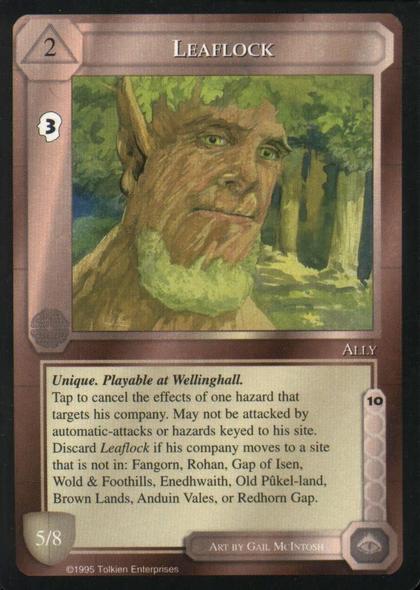 2
LEAFLOCK
3
ALLY
Unique. Playable at Wellinghall.
Tap to cancel the effects of one hazard that
targets his company. May not be attacked by
automatic-attacks or hazards keyed to his site.
Discard Leaflock if his company moves to a site
that is not in: Fangorn, Rohan, Gap of Isen,
Wold & Foothills, Enedhwaith, Old Pûkel-land,
Brown Lands, Anduin Vales, or Redhorn Gap.
10
5/8
ART BY GAIL MCINTOSH
©1995 Tolkien Enterprises